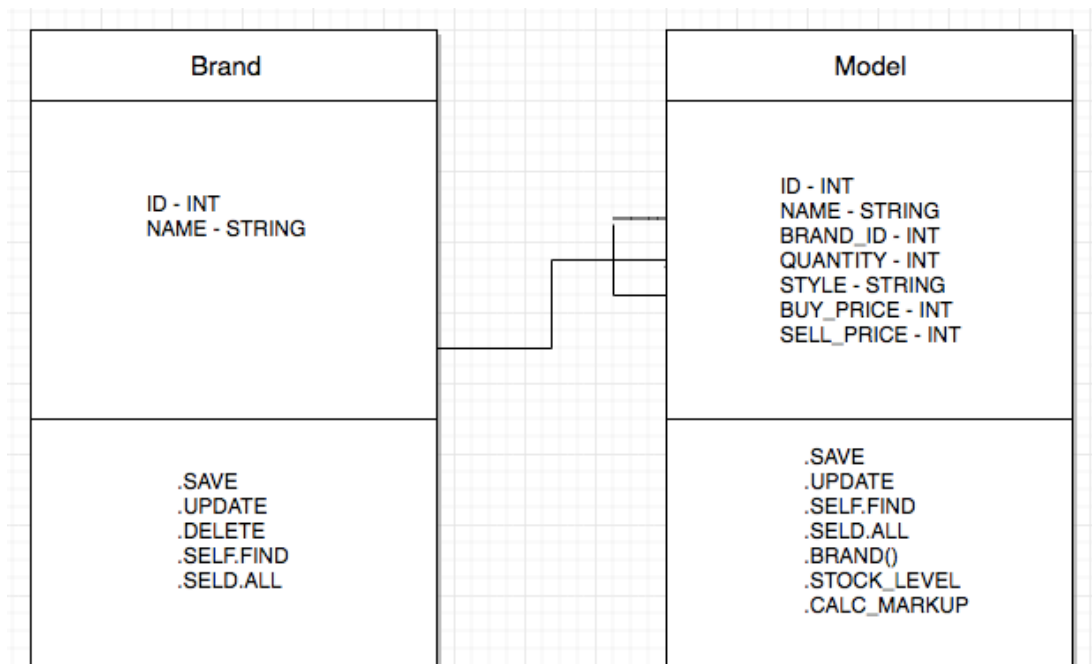 Brand
ID - INT
NAME - STRING
.SAVE
.UPDATE
.DELETE
.SELF.FIND
.SELD.ALL
Model
ID - INT
NAME - STRING
BRAND_ID - INT
QUANTITY - INT
STYLE - STRING
BUY_PRICE - INT
SELL_PRICE - INT
.SAVE
.UPDATE
.SELF.FIND
.SELD.ALL
.BRAND()
.STOCK_LEVEL
.CALC_MARKUP